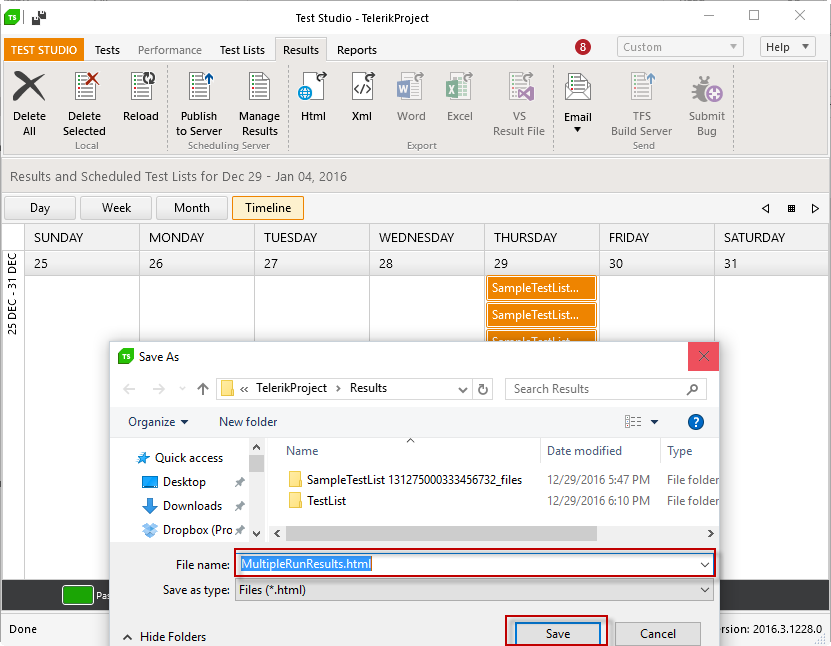 TS Test Studio - TelerikProject
TEST STUDIO Tests Performance Test Lists Results Reports 8 Custom Help
Delete All Delete Selected Reload Publish to Server Manage Results Html Xml Word Excel VS Result File Email TFS Build Server Submit Bug
Local Scheduling Server Export Send
Results and Scheduled Test Lists for Dec 29 - Jan 04, 2016
Day Week Month Timeline
SUNDAY MONDAY TUESDAY WEDNESDAY THURSDAY FRIDAY SATURDAY
25 26 27 28 29 30 31
25 DEC - 31 DEC
SampleTestList...
SampleTestList...
SampleTestList...
TS Save As
« TelerikProject › Results Search Results
Organize New folder ?
Name Date modified Type
Quick access
Desktop
Downloads
Dropbox (Pro
SampleTestList 131275000333456732_files 12/29/2016 5:47 PM File folder
TestList 12/29/2016 6:10 PM File folder
File name: MultipleRunResults.html
Save as type: Files (*.html)
Hide Folders Save Cancel
Pas
Done ersion: 2016.3.1228.0